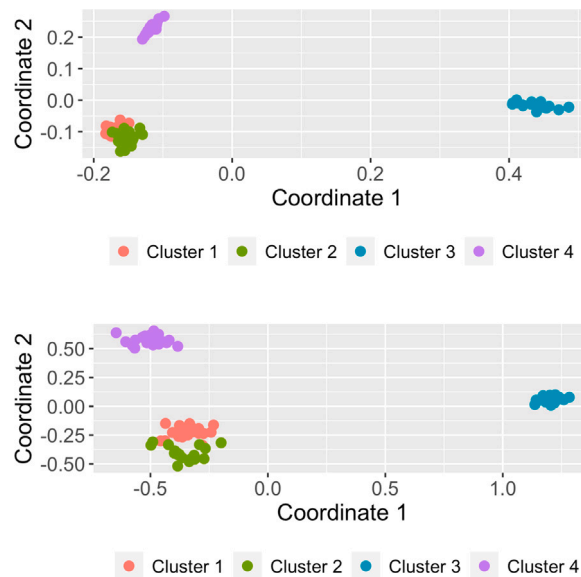 Coordinate 2
0.2
0.1
0.0
-0.1
-0.2 0.0 0.2 0.4
Coordinate 1
Cluster 1 Cluster 2 Cluster 3 Cluster 4
Coordinate 2
0.50
0.25
0.00
-0.25
-0.50
-0.5 0.0 0.5 1.0
Coordinate 1
Cluster 1 Cluster 2 Cluster 3 Cluster 4